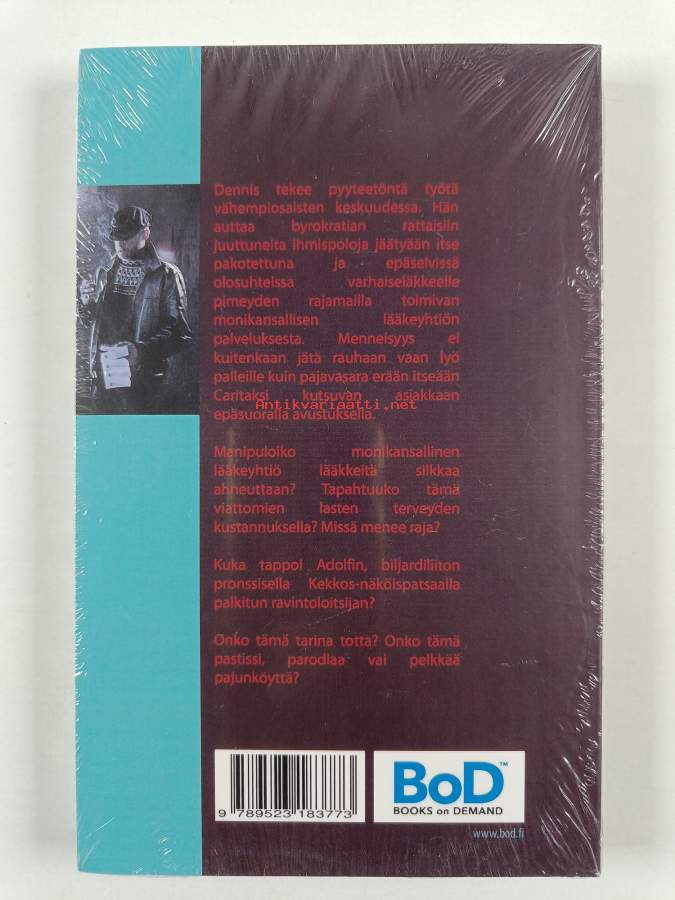 Dennis tekee pyyteetöntä työtä
vähempiosaisten keskuudessa. Hän
auttaa byrokratian rattaisiin
juuttuneita ihmispoloja jäätyään itse
pakotettuna ja epäselvissä
olosuhteissa varhaiseläkkeelle
pimeyden rajamailla toimivan
monikansallisen lääkeyhtiön
palveluksesta. Menneisyys ei
kuitenkaan jätä rauhaan vaan lyö
palleille kuin pajavasara erään itseään
Caritaksi kutsuvan asiakkaan
Antikvariaatti.net
epäsuoralla avustuksella.
Manipuloiko monikansallinen
lääkeyhtiö lääkkeitä silkkaa
ahneuttaan? Tapahtuuko tämä
viattomien lasten terveyden
kustannuksella? Missä menee raja?
Kuka tappoi Adolfin, biljardiliiton
pronssisella Kekkos-näköispatsaalla
palkitun ravintoloitsijan?
Onko tämä tarina totta? Onko tämä
pastissi, parodiaa vai pelkkää
pajunköyttä?
9 789523 183773
BoD™
BOOKS on DEMAND
www.bod.fi